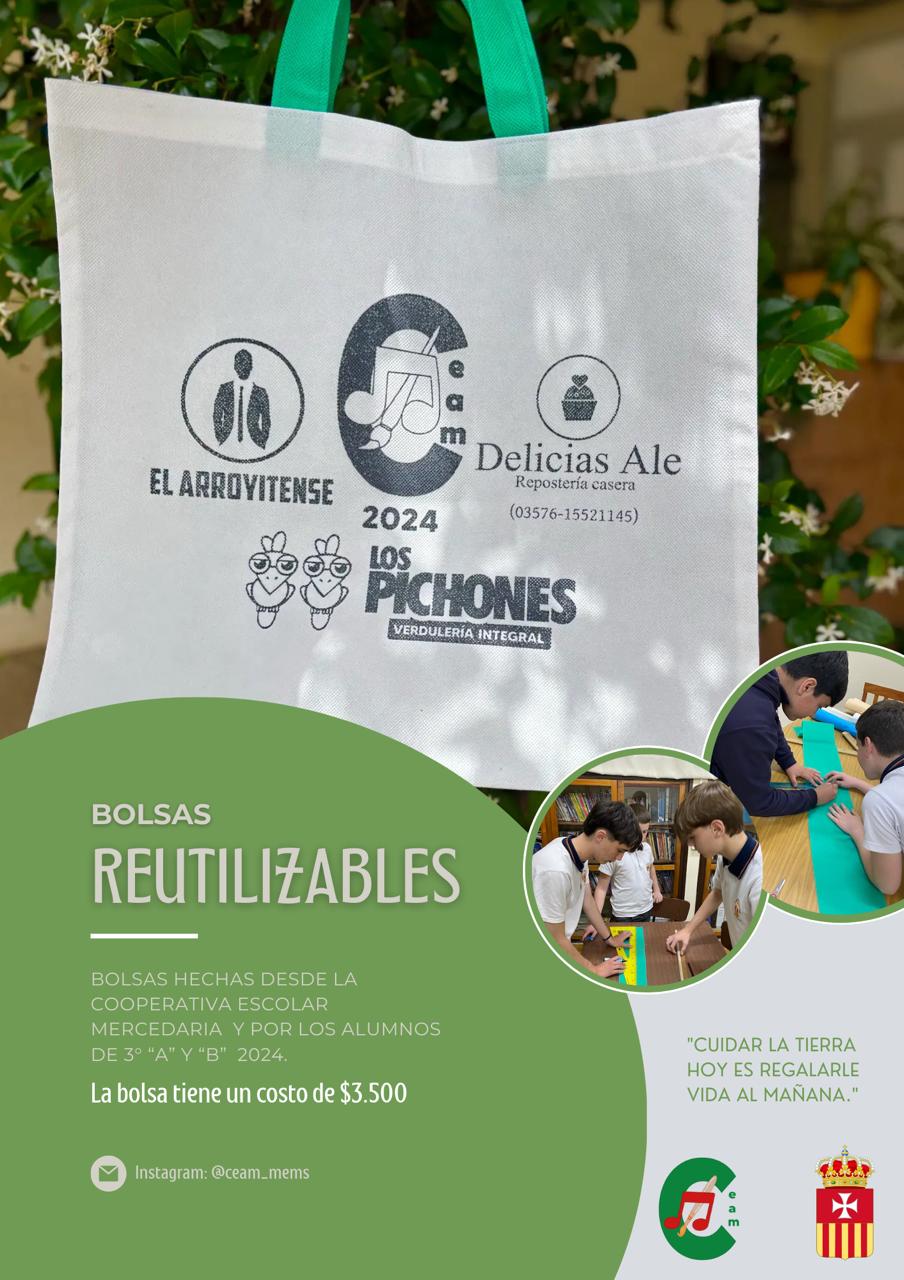 Ceam
2024
EL ARROYITENSE
Delicias Ale
Repostería casera
(03576-15521145)
LOS
PICHONES
VERDULERÍA INTEGRAL
BOLSAS
REUTILIZABLES
BOLSAS HECHAS DESDE LA
COOPERATIVA ESCOLAR
MERCEDARIA Y POR LOS ALUMNOS
DE 3° “A” Y “B” 2024.
La bolsa tiene un costo de $3.500
Instagram: @ceam_mems
"CUIDAR LA TIERRA
HOY ES REGALARLE
VIDA AL MAÑANA."
Ceam